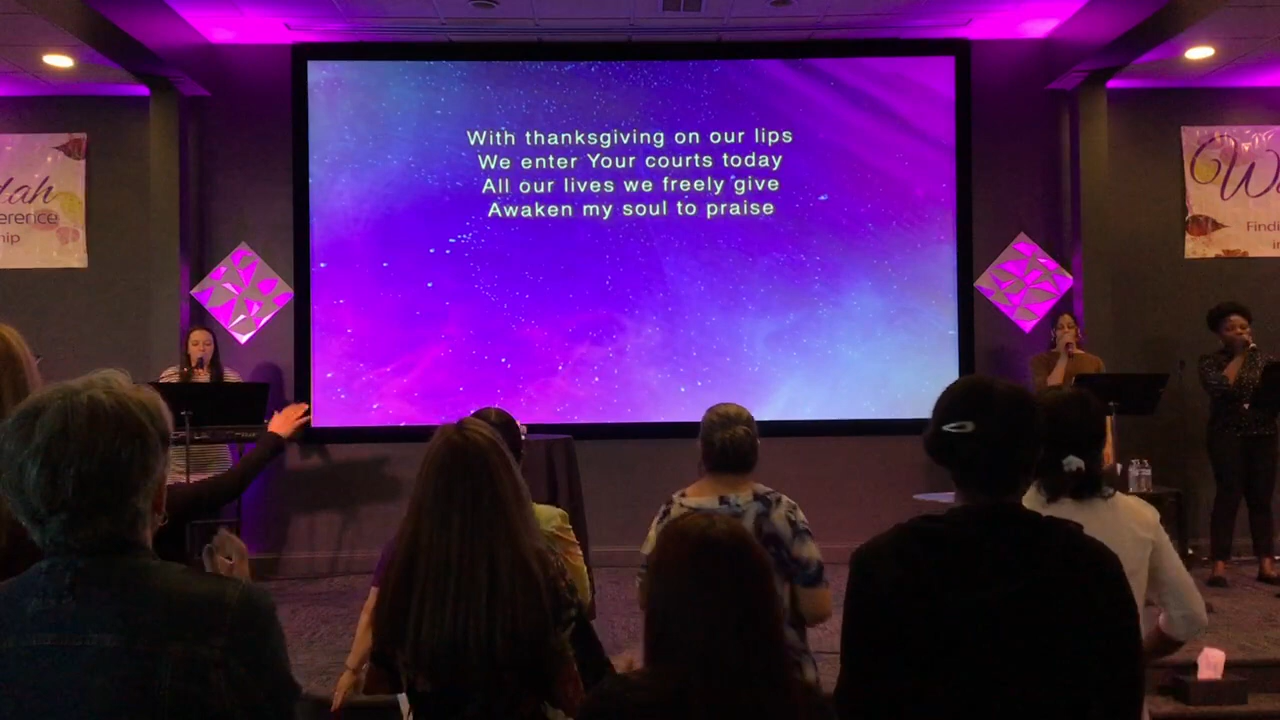 With thanksgiving on our lips
We enter Your courts today
All our lives we freely give
Awaken my soul to praise